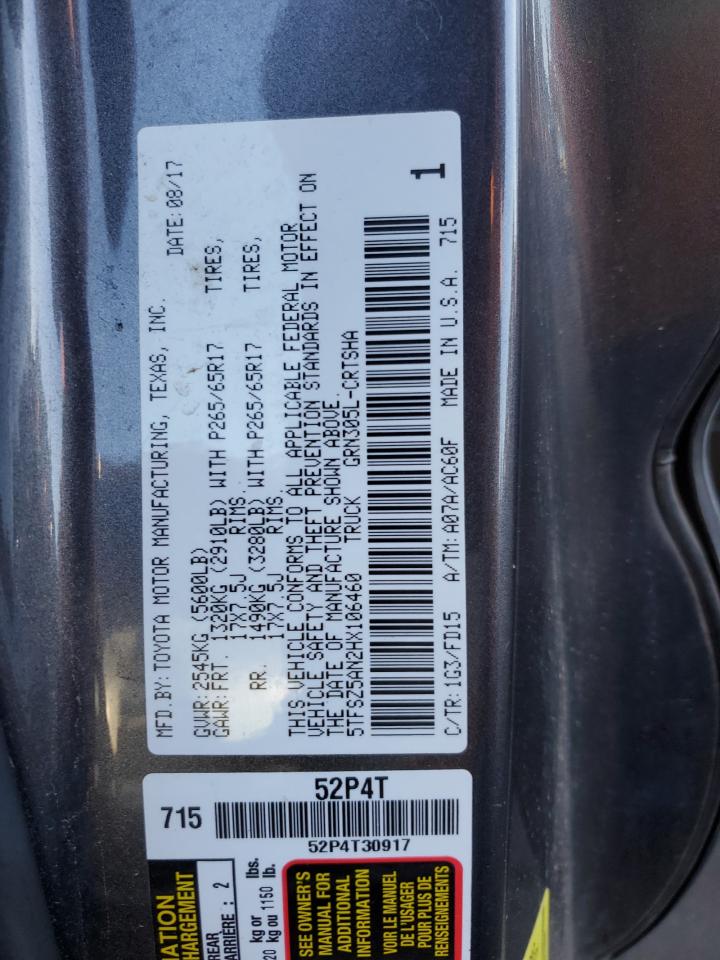 MFD.BY:TOYOTA MOTOR MANUFACTURING, TEXAS, INC. DATE:08/17
GVWR:2545KG (5600LB)
GAWR:FRT. 1320KG (2910LB) WITH P265/65R17 TIRES,
17X7.5J RIMS.
RR. 1490KG (3280LB) WITH P265/65R17 TIRES,
17X7.5J RIMS.
THIS VEHICLE CONFORMS TO ALL APPLICABLE FEDERAL MOTOR
VEHICLE SAFETY AND THEFT PREVENTION STANDARDS IN EFFECT ON
THE DATE OF MANUFACTURE SHOWN ABOVE.
5TFSZ5AN2HX106460 TRUCK GRN305L-CRTSHA
1
C/TR:1G3/FD15 A/TM:A07A/AC60F MADE IN U.S.A. 715
52P4T
715
52P4T30917
MATION
CHARGEMENT
REAR
ARRIÈRE : 2
kg or lbs.
20 kg ou 1150 lb.
SEE OWNER'S
MANUAL FOR
ADDITIONAL
INFORMATION
VOIR LE MANUEL
DE L'USAGER
POUR PLUS DE
RENSEIGNEMENTS